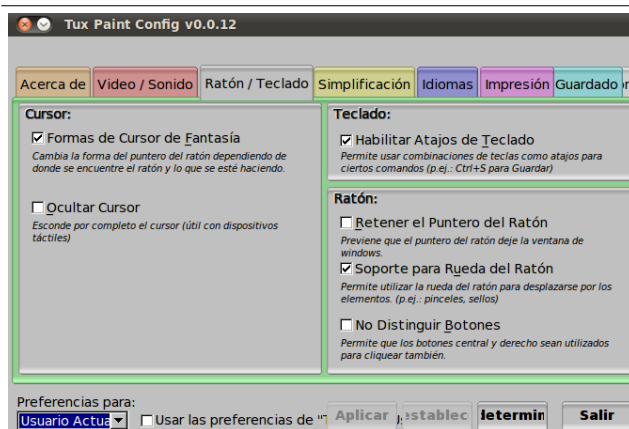 Tux Paint Config v0.0.12
Acerca de Video / Sonido Ratón / Teclado Simplificación Idiomas Impresión Guardado
Cursor:
Formas de Cursor de Fantasía
Cambia la forma del puntero del ratón dependiendo de
donde se encuentre el ratón y lo que se esté haciendo.
Ocultar Cursor
Esconde por completo el cursor (útil con dispositivos
táctiles)
Teclado:
Habilitar Atajos de Teclado
Permite usar combinaciones de teclas como atajos para
ciertos comandos (p.ej.: Ctrl+S para Guardar)
Ratón:
Retener el Puntero del Ratón
Previene que el puntero del ratón deje la ventana de
windows.
Soporte para Rueda del Ratón
Permite utilizar la rueda del ratón para desplazarse por los
elementos. (p.ej.: pinceles, sellos)
No Distinguir Botones
Permite que los botones central y derecho sean utilizados
para cliquear también.
Preferencias para:
Usuario Actua Usar las preferencias de " Aplicar establec determin Salir